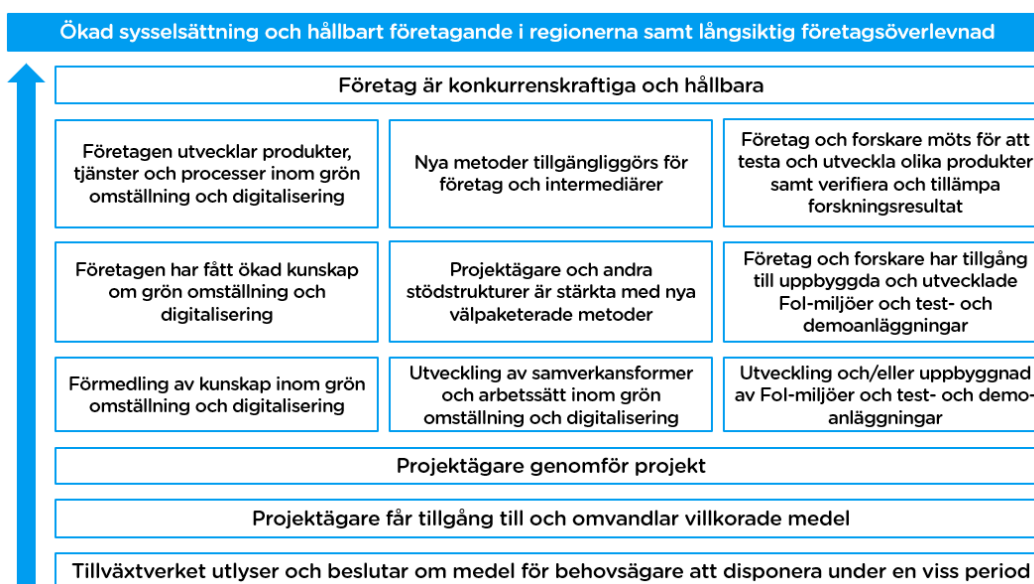 Ökad sysselsättning och hållbart företagande i regionerna samt långsiktig företagsöverlevnad
Företag är konkurrenskraftiga och hållbara
Företagen utvecklar produkter,
tjänster och processer inom grön
omställning och digitalisering
Nya metoder tillgängliggörs för
företag och intermediärer
Företag och forskare möts för att
testa och utveckla olika produkter
samt verifiera och tillämpa
forskningsresultat
Företagen har fått ökad kunskap
om grön omställning och
digitalisering
Projektägare och andra
stödstrukturer är stärkta med nya
välpaketerade metoder
Företag och forskare har tillgång
till uppbyggda och utvecklade
FoI-miljöer och test- och
demoanläggningar
Förmedling av kunskap inom grön
omställning och digitalisering
Utveckling av samverkansformer
och arbetssätt inom grön
omställning och digitalisering
Utveckling och/eller uppbyggnad
av FoI-miljöer och test- och demo-
anläggningar
Projektägare genomför projekt
Projektägare får tillgång till och omvandlar villkorade medel
Tillväxtverket utlyser och beslutar om medel för behovsägare att disponera under en viss period